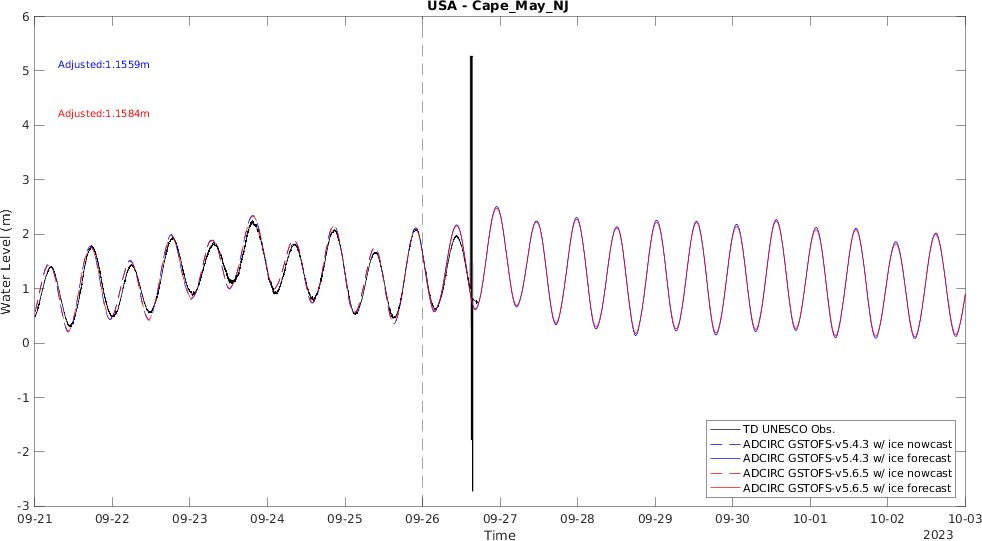 USA - Cape_May_NJ
6
5
4
3
2
1
0
-1
-2
-3
Water Level (m)
Adjusted:1.1559m
Adjusted:1.1584m
TD UNESCO Obs.
ADCIRC GSTOFS-v5.4.3 w/ ice nowcast
ADCIRC GSTOFS-v5.4.3 w/ ice forecast
ADCIRC GSTOFS-v5.6.5 w/ ice nowcast
ADCIRC GSTOFS-v5.6.5 w/ ice forecast
09-21 09-22 09-23 09-24 09-25 09-26 09-27 09-28 09-29 09-30 10-01 10-02 10-03
Time
2023